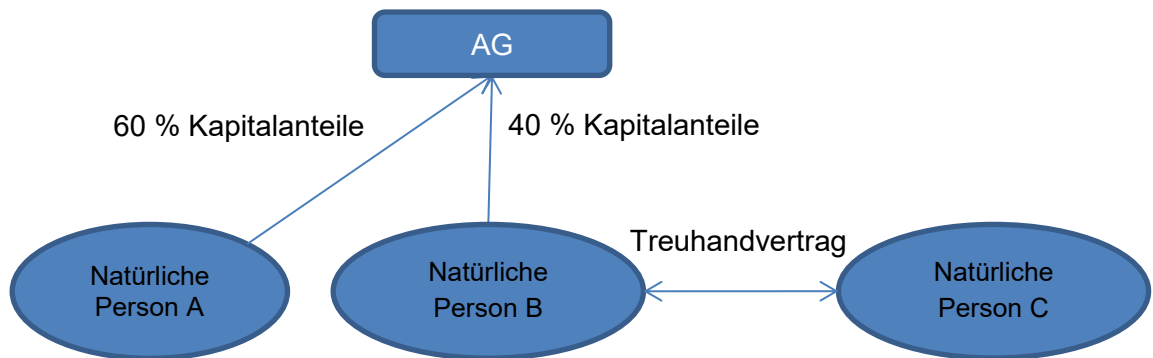 AG
60 % Kapitalanteile
40 % Kapitalanteile
Treuhandvertrag
Natürliche
Person A
Natürliche
Person B
Natürliche
Person C